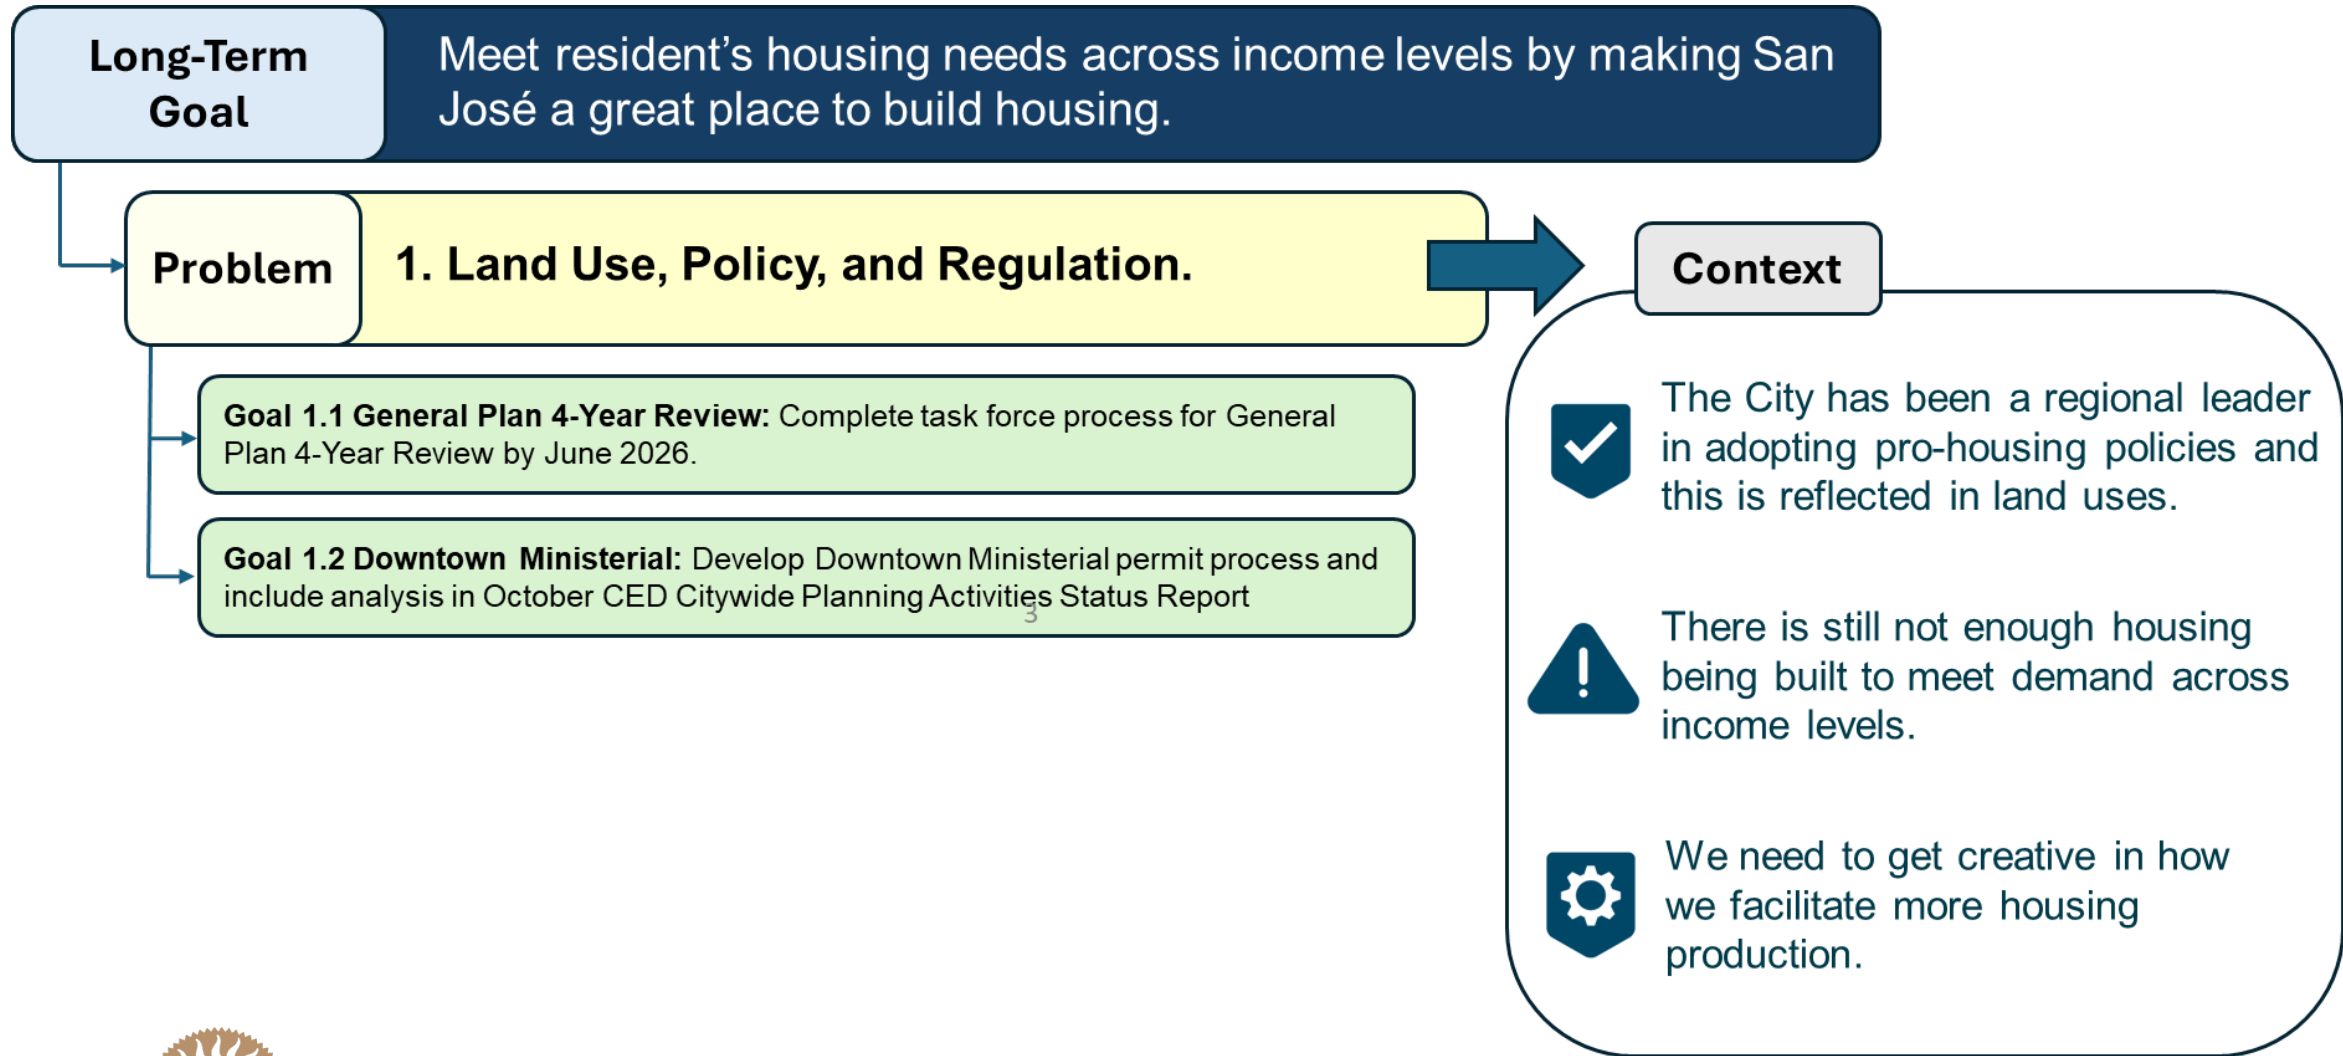 Long-Term
Goal
Meet resident’s housing needs across income levels by making San
José a great place to build housing.
Problem
1. Land Use, Policy, and Regulation.
Goal 1.1 General Plan 4-Year Review: Complete task force process for General
Plan 4-Year Review by June 2026.
Goal 1.2 Downtown Ministerial: Develop Downtown Ministerial permit process and
include analysis in October CED Citywide Planning Activities Status Report
3
Context
The City has been a regional leader
in adopting pro-housing policies and
this is reflected in land uses.
There is still not enough housing
being built to meet demand across
income levels.
We need to get creative in how
we facilitate more housing
production.